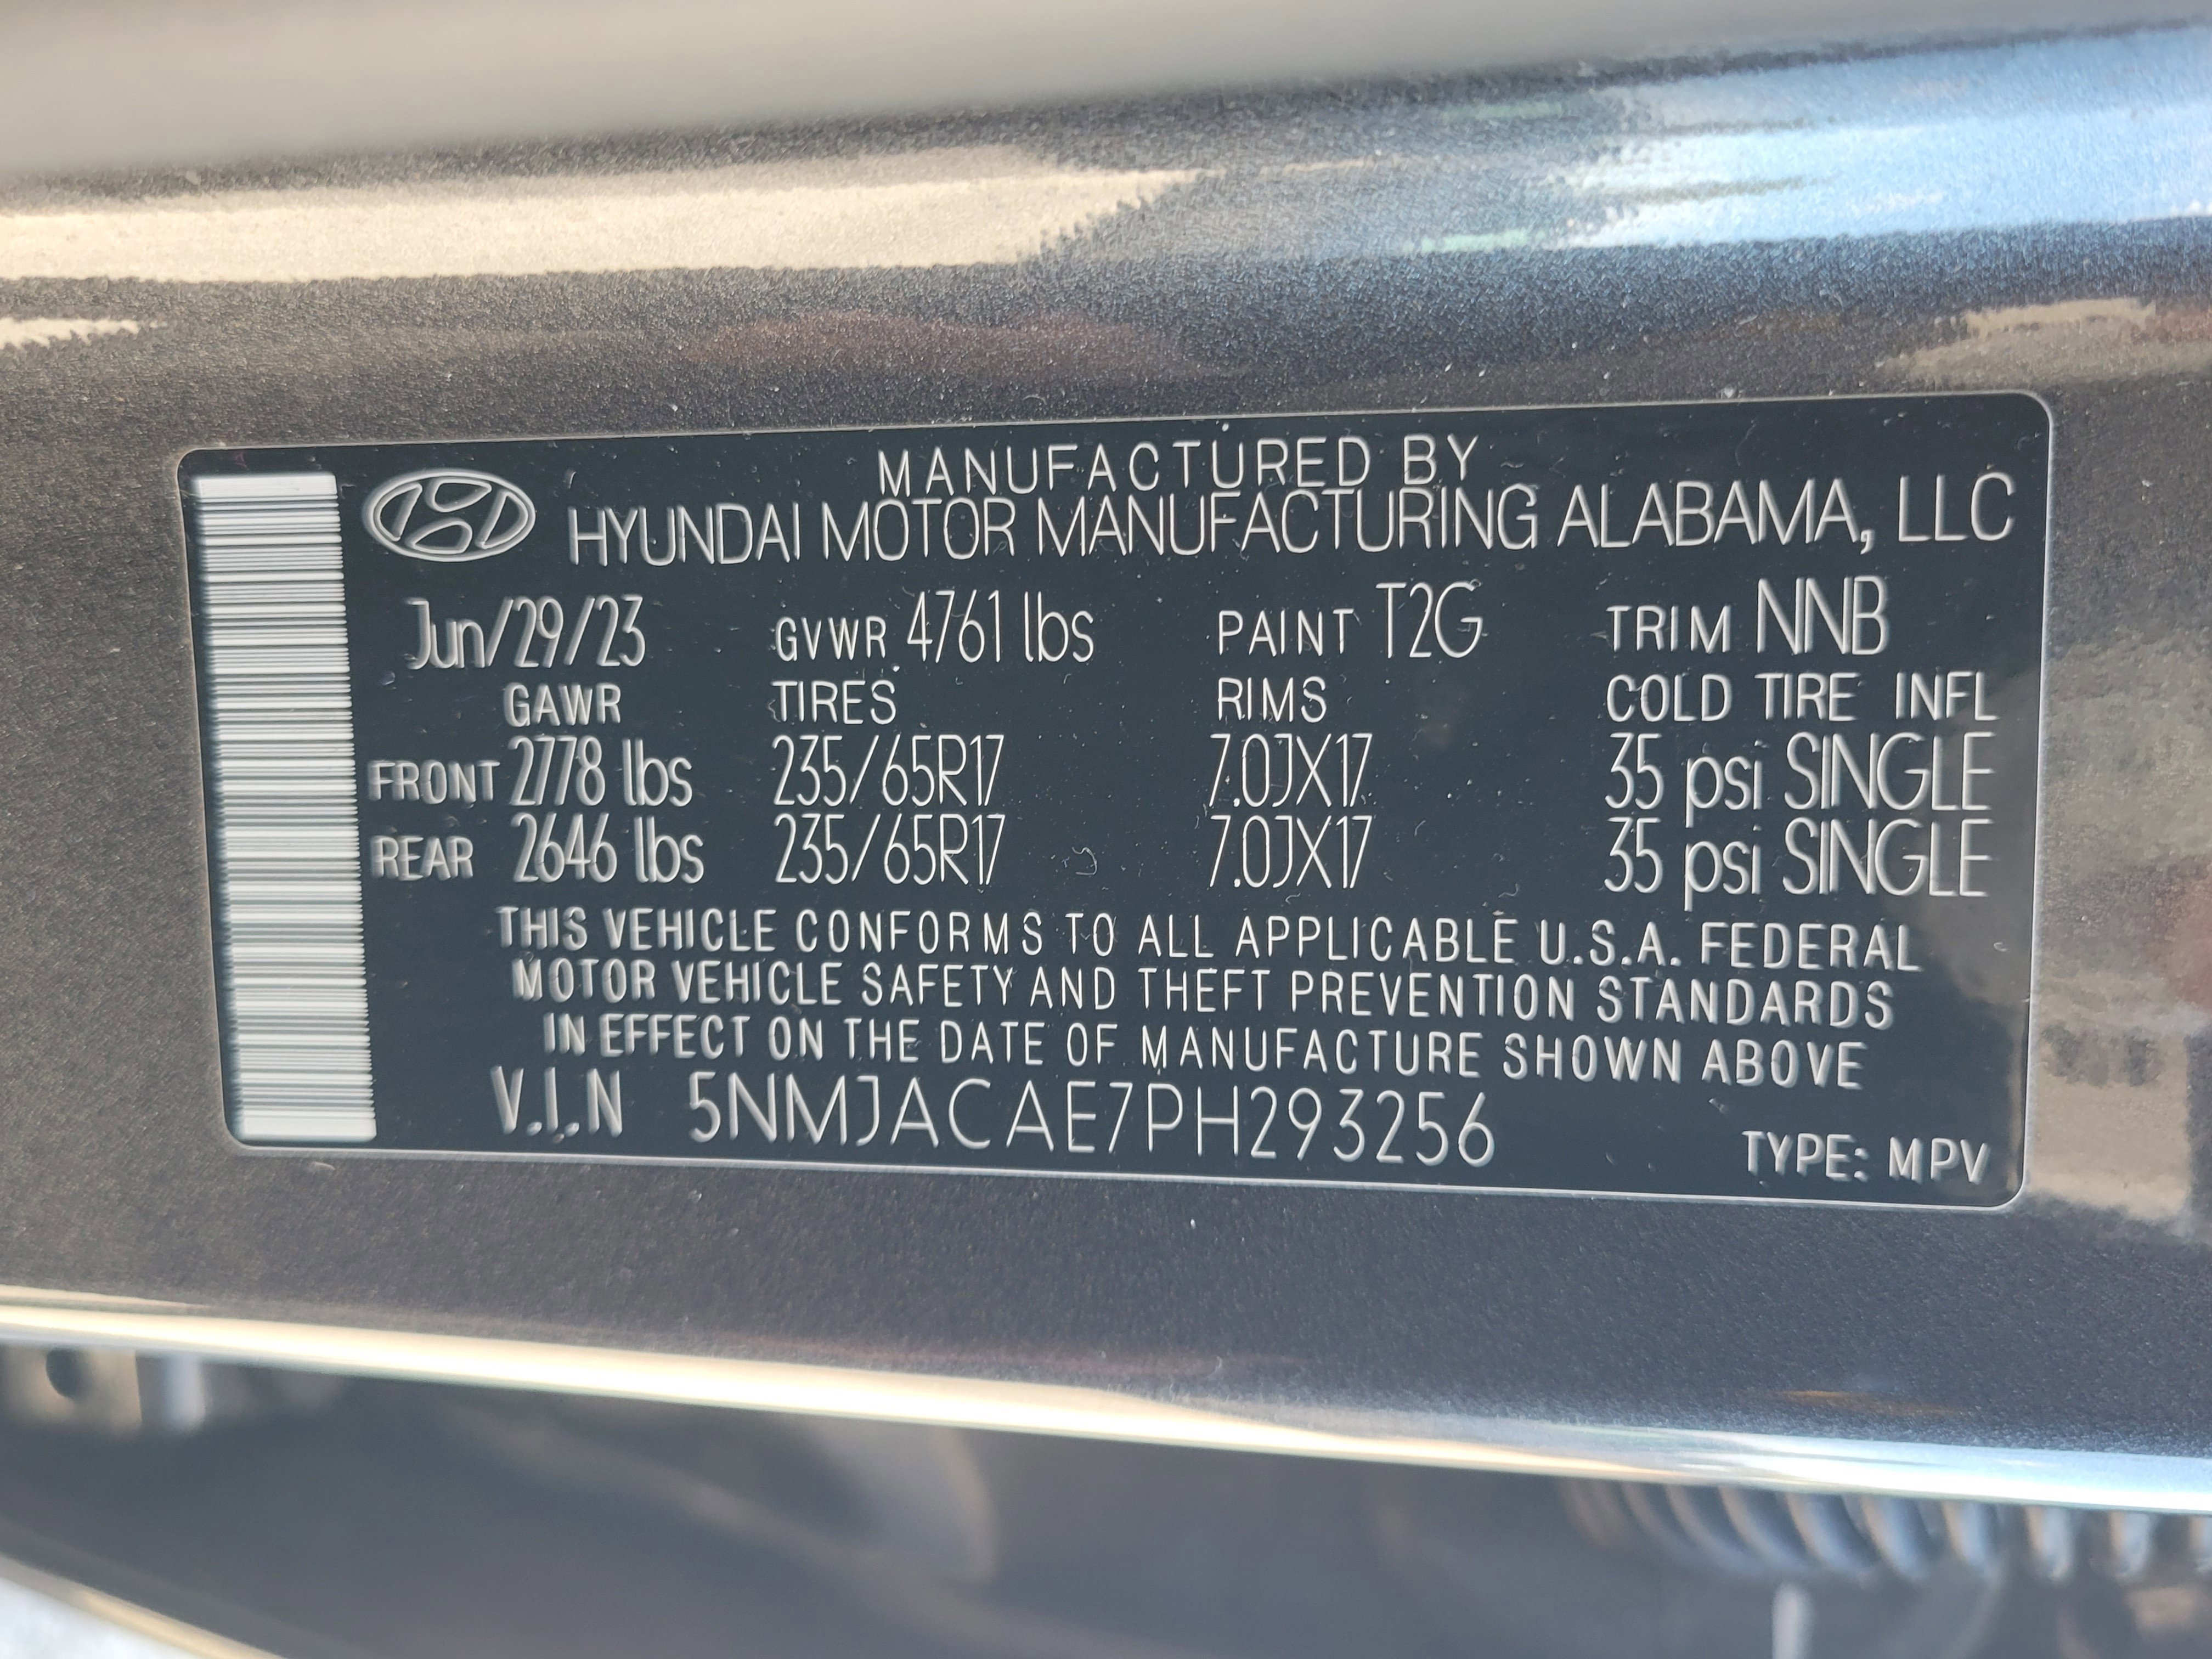 MANUFACTURED BY
HYUNDAI MOTOR MANUFACTURING ALABAMA, LLC
Jun/29/23 GVWR 4761 lbs PAINT T2G TRIM NNB
GAWR TIRES RIMS COLD TIRE INFL
FRONT 2778 lbs 235/65R17 7.0JX17 35 psi SINGLE
REAR 2646 lbs 235/65R17 7.0JX17 35 psi SINGLE
THIS VEHICLE CONFORMS TO ALL APPLICABLE U.S.A. FEDERAL
MOTOR VEHICLE SAFETY AND THEFT PREVENTION STANDARDS
IN EFFECT ON THE DATE OF MANUFACTURE SHOWN ABOVE
V.I.N 5NMJACAE7PH293256
TYPE: MPV